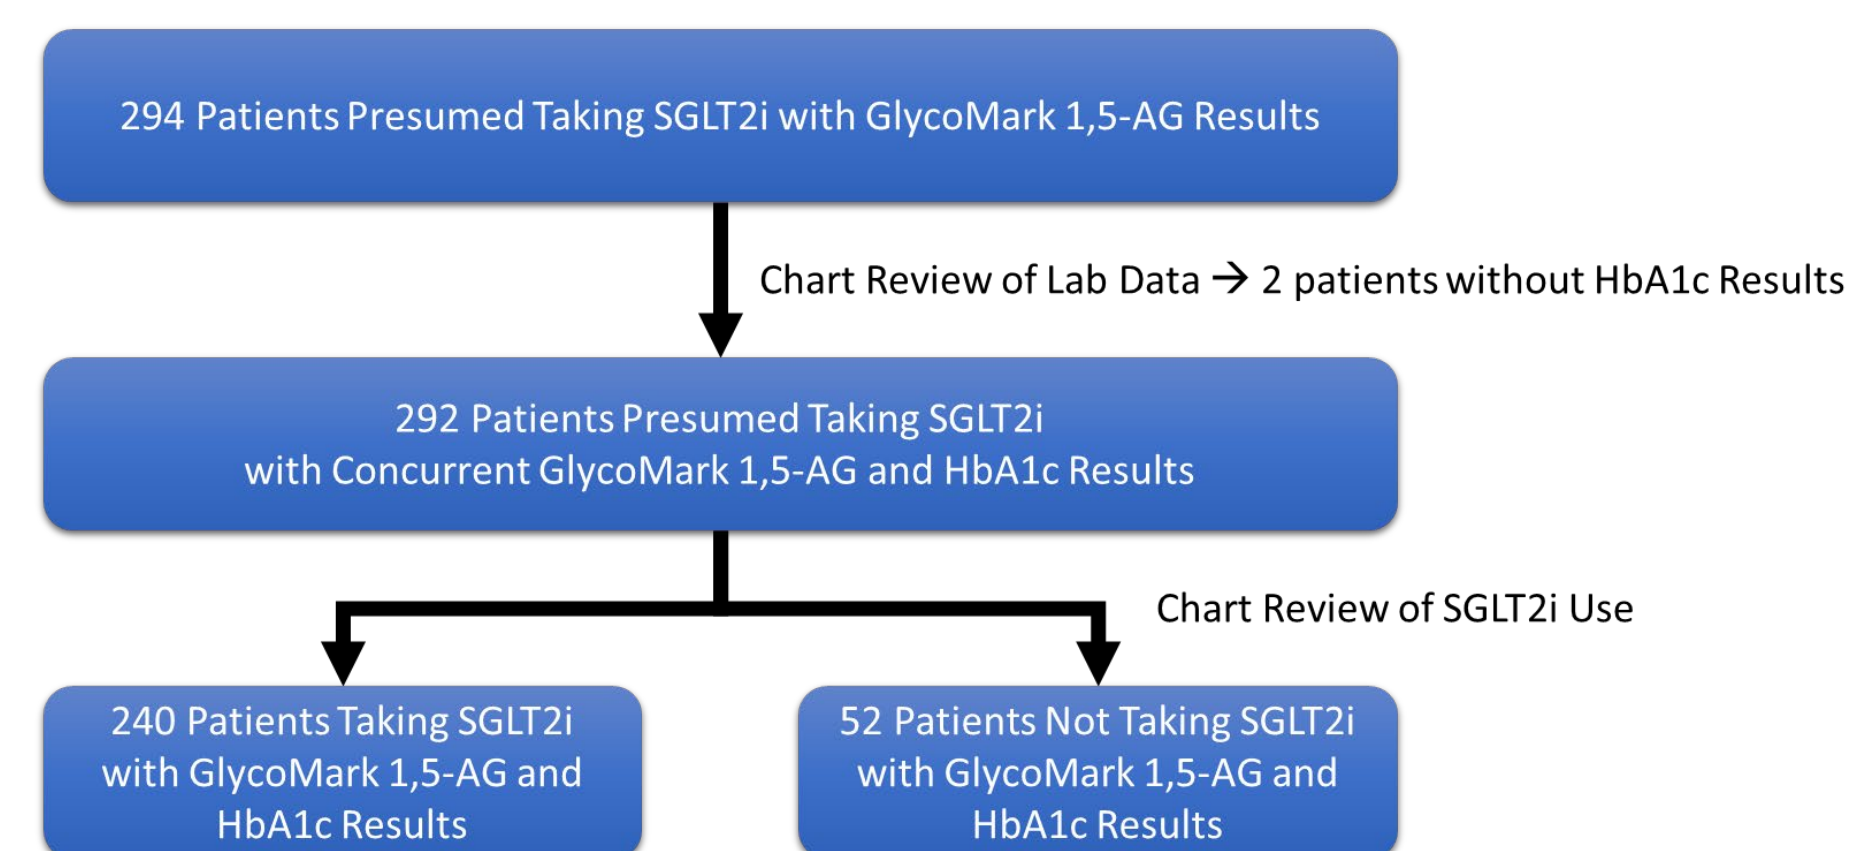 294 Patients Presumed Taking SGLT2i with GlycoMark 1,5-AG Results
Chart Review of Lab Data → 2 patients without HbA1c Results
292 Patients Presumed Taking SGLT2i
with Concurrent GlycoMark 1,5-AG and HbA1c Results
Chart Review of SGLT2i Use
240 Patients Taking SGLT2i
with GlycoMark 1,5-AG and
HbA1c Results
52 Patients Not Taking SGLT2i
with GlycoMark 1,5-AG and
HbA1c Results